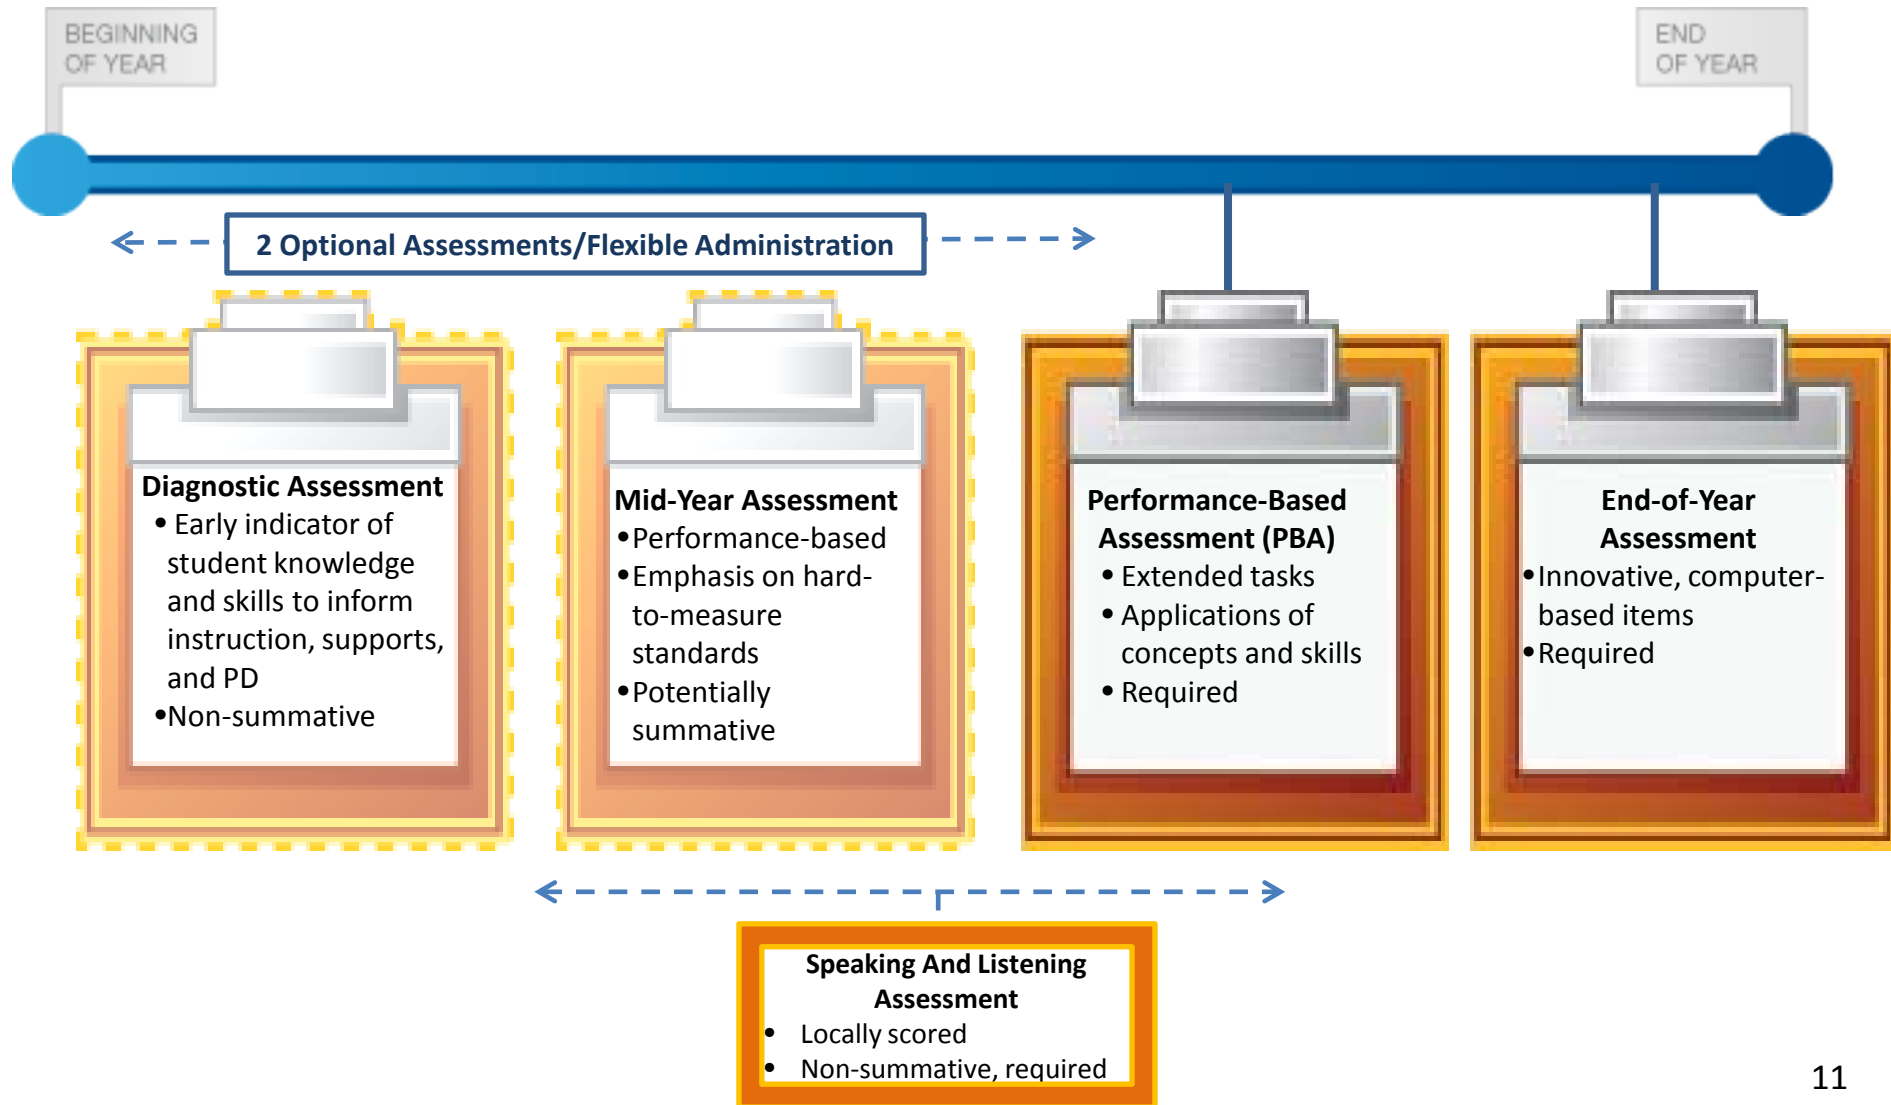 BEGINNING
OF YEAR
END
OF YEAR
2 Optional Assessments/Flexible Administration
Diagnostic Assessment
• Early indicator of
student knowledge
and skills to inform
instruction, supports,
and PD
•Non-summative
Mid-Year Assessment
•Performance-based
•Emphasis on hard-
to-measure
standards
•Potentially
summative
Performance-Based
Assessment (PBA)
• Extended tasks
• Applications of
concepts and skills
• Required
End-of-Year
Assessment
•Innovative, computer-
based items
•Required
Speaking And Listening
Assessment
• Locally scored
• Non-summative, required
11